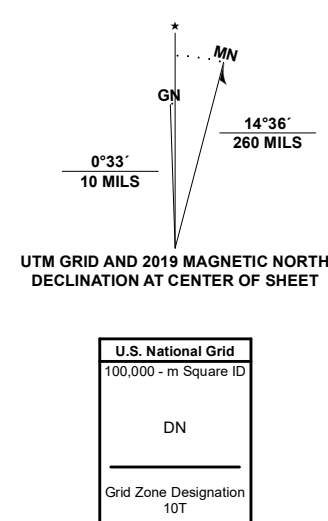 ★
MN
GN
14°36´
260 MILS
0°33´
10 MILS
UTM GRID AND 2019 MAGNETIC NORTH
DECLINATION AT CENTER OF SHEET
U.S. National Grid
100,000 - m Square ID
DN
Grid Zone Designation
10T